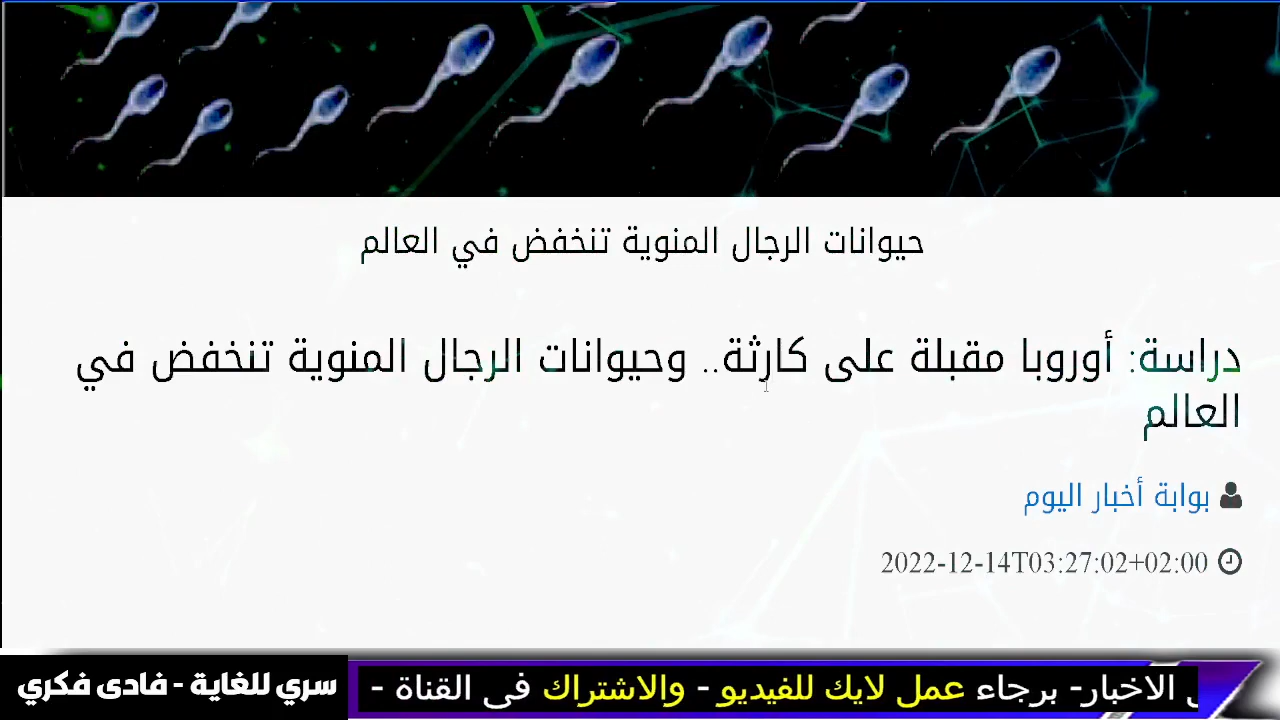 حيوانات الرجال المنوية تنخفض في العالم
دراسة: أوروبا مقبلة على كارثة.. وحيوانات الرجال المنوية تنخفض في
العالم
بوابة أخبار اليوم
2022-12-14T03:27:02+02:00
الاخبار- برجاء عمل لايك للفيديو - والاشتراك فى القناة -
سري للغاية - فادى فكري